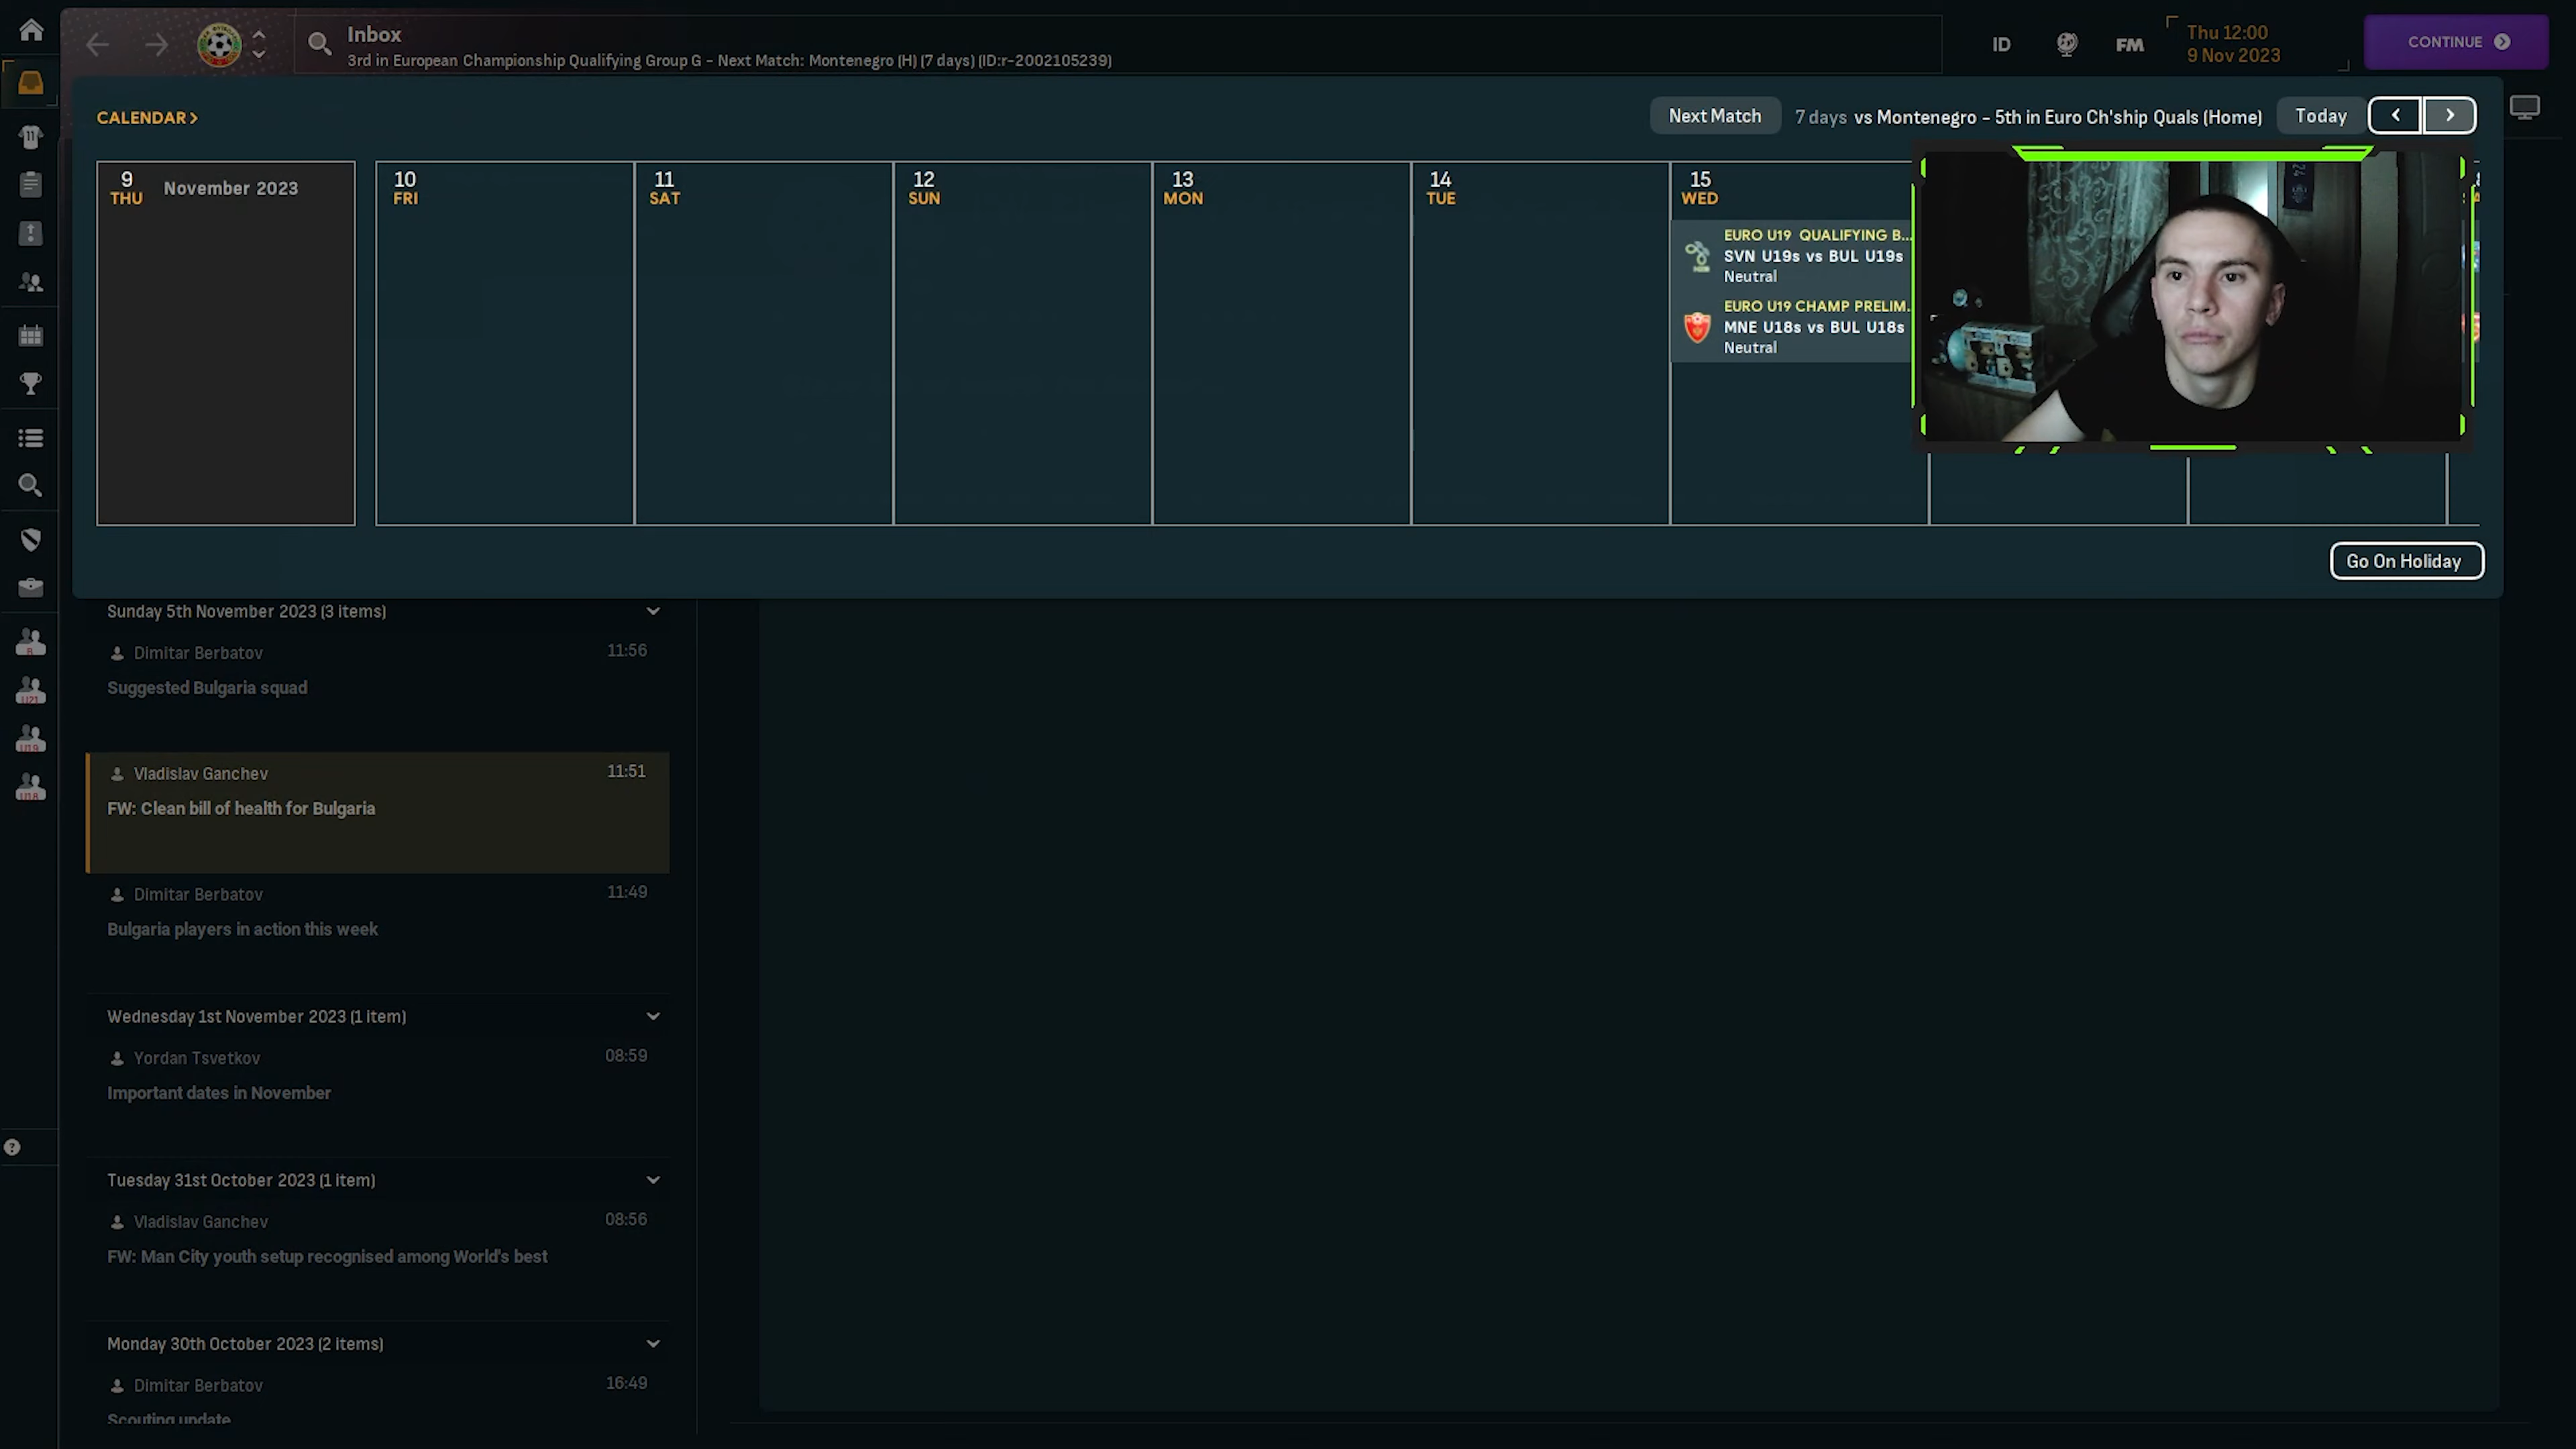 Inbox
3rd in European Championship Qualifying Group G - Next Match: Montenegro (H) (7 days) (ID:r-2002105239)
ID
FM
Thu 12:00
9 Nov 2023
CONTINUE
CALENDAR >
Next Match
7 days vs Montenegro - 5th in Euro Ch'ship Quals (Home)
Today
9
THU
November 2023
10
FRI
11
SAT
12
SUN
13
MON
14
TUE
15
WED
EURO U19 QUALIFYING B...
SVN U19s vs BUL U19s
Neutral
EURO U19 CHAMP PRELIM.
MNE U18s vs BUL U18s
Neutral
Go On Holiday
Sunday 5th November 2023 (3 items)
Dimitar Berbatov
11:56
Suggested Bulgaria squad
Vladislav Ganchev
11:51
FW: Clean bill of health for Bulgaria
Dimitar Berbatov
11:49
Bulgaria players in action this week
Wednesday 1st November 2023 (1 item)
Yordan Tsvetkov
08:59
Important dates in November
Tuesday 31st October 2023 (1 item)
Vladislav Ganchev
08:56
FW: Man City youth setup recognised among World's best
Monday 30th October 2023 (2 items)
Dimitar Berbatov
16:49
Scouting update
11
B
U21
U19
U18
?